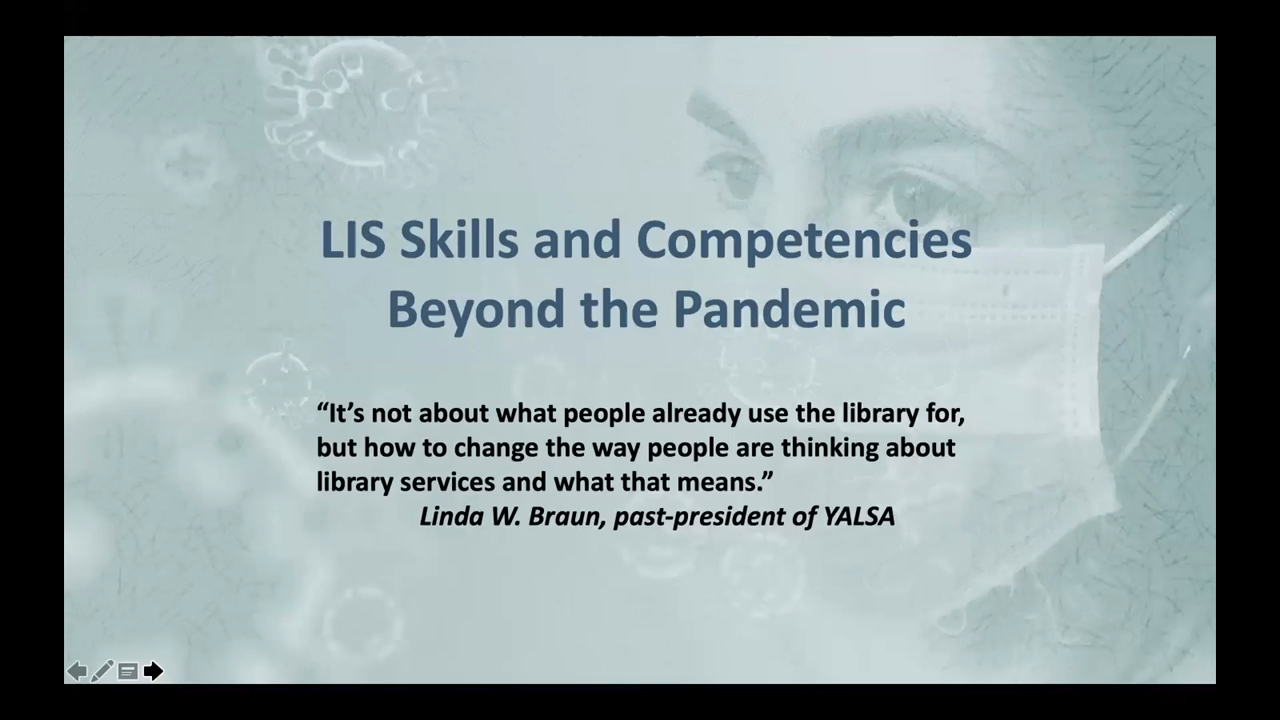 LIS Skills and Competencies
Beyond the Pandemic
“It’s not about what people already use the library for,
but how to change the way people are thinking about
library services and what that means.”
Linda W. Braun, past-president of YALSA